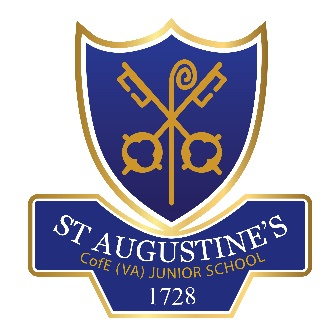 ST AUGUSTINE'S
CofE (VA) JUNIOR SCHOOL
1728